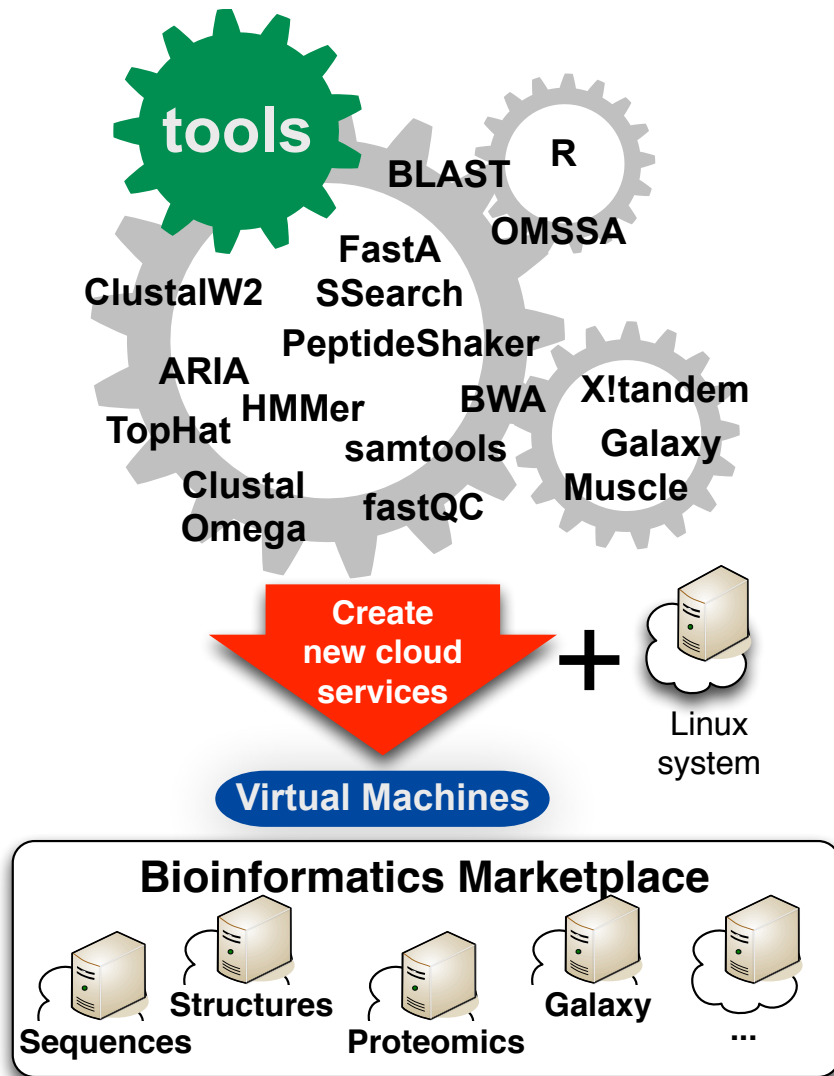 tools
BLAST
R
OMSSA
FastA
SSearch
ClustalW2
PeptideShaker
ARIA
HMMer
BWA
X!tandem
TopHat
samtools
Galaxy
Muscle
Clustal
Omega
fastQC
Create
new cloud
services
+
Linux
system
Virtual Machines
Bioinformatics Marketplace
Sequences
Structures
Proteomics
Galaxy
...